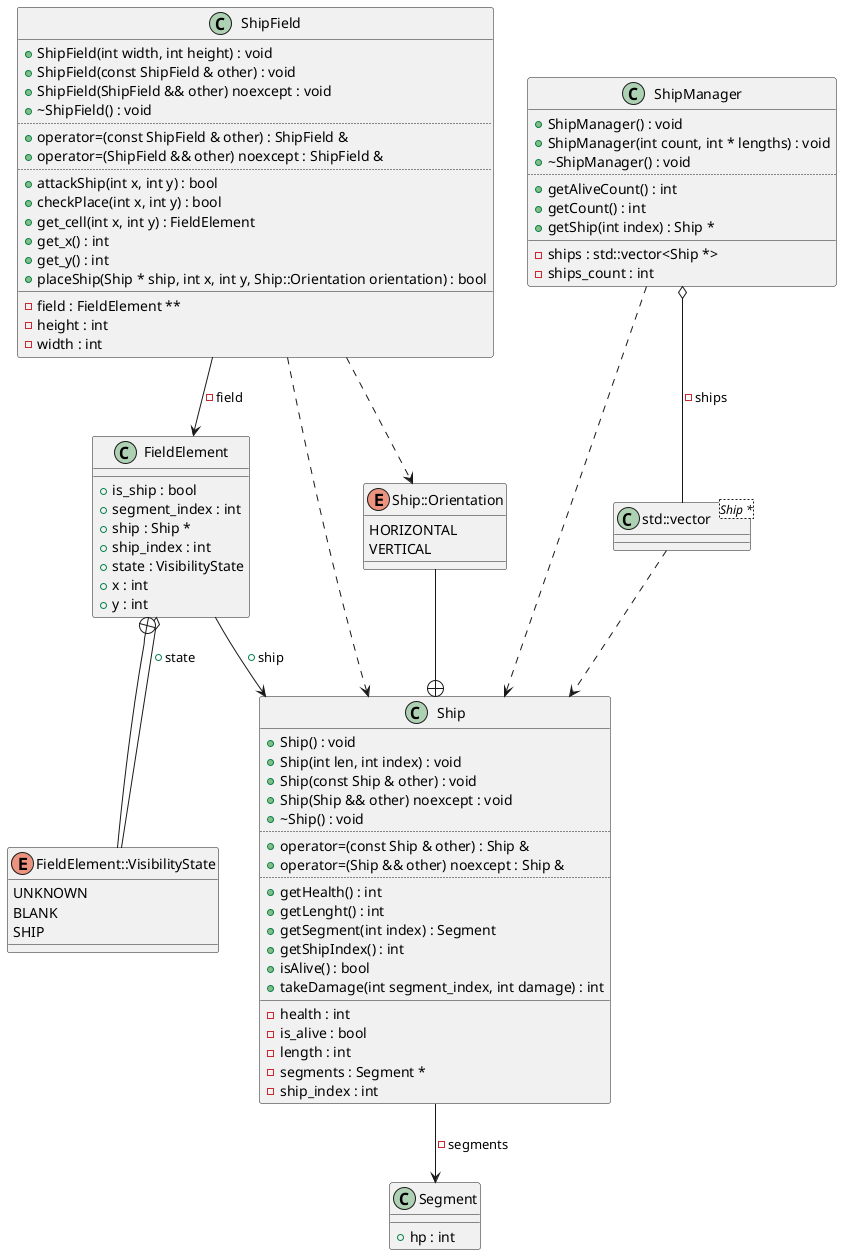 ShipField
ShipField(int width, int height) : void
ShipField(const ShipField & other) : void
ShipField(ShipField && other) noexcept : void
~ShipField() : void
operator=(const ShipField & other) : ShipField &
operator=(ShipField && other) noexcept : ShipField &
attackShip(int x, int y) : bool
checkPlace(int x, int y) : bool
get_cell(int x, int y) : FieldElement
get_x() : int
get_y() : int
placeShip(Ship * ship, int x, int y, Ship::Orientation orientation) : bool
field : FieldElement **
height : int
width : int
ShipManager
ShipManager() : void
ShipManager(int count, int * lengths) : void
~ShipManager() : void
getAliveCount() : int
getCount() : int
getShip(int index) : Ship *
ships : std::vector<Ship *>
ships_count : int
field
ships
FieldElement
is_ship : bool
segment_index : int
ship : Ship *
ship_index : int
state : VisibilityState
x : int
y : int
Ship::Orientation
HORIZONTAL
VERTICAL
std::vector
Ship *
state
ship
FieldElement::VisibilityState
UNKNOWN
BLANK
SHIP
Ship
Ship() : void
Ship(int len, int index) : void
Ship(const Ship & other) : void
Ship(Ship && other) noexcept : void
~Ship() : void
operator=(const Ship & other) : Ship &
operator=(Ship && other) noexcept : Ship &
getHealth() : int
getLenght() : int
getSegment(int index) : Segment
getShipIndex() : int
isAlive() : bool
takeDamage(int segment_index, int damage) : int
health : int
is_alive : bool
length : int
segments : Segment *
ship_index : int
segments
Segment
hp : int